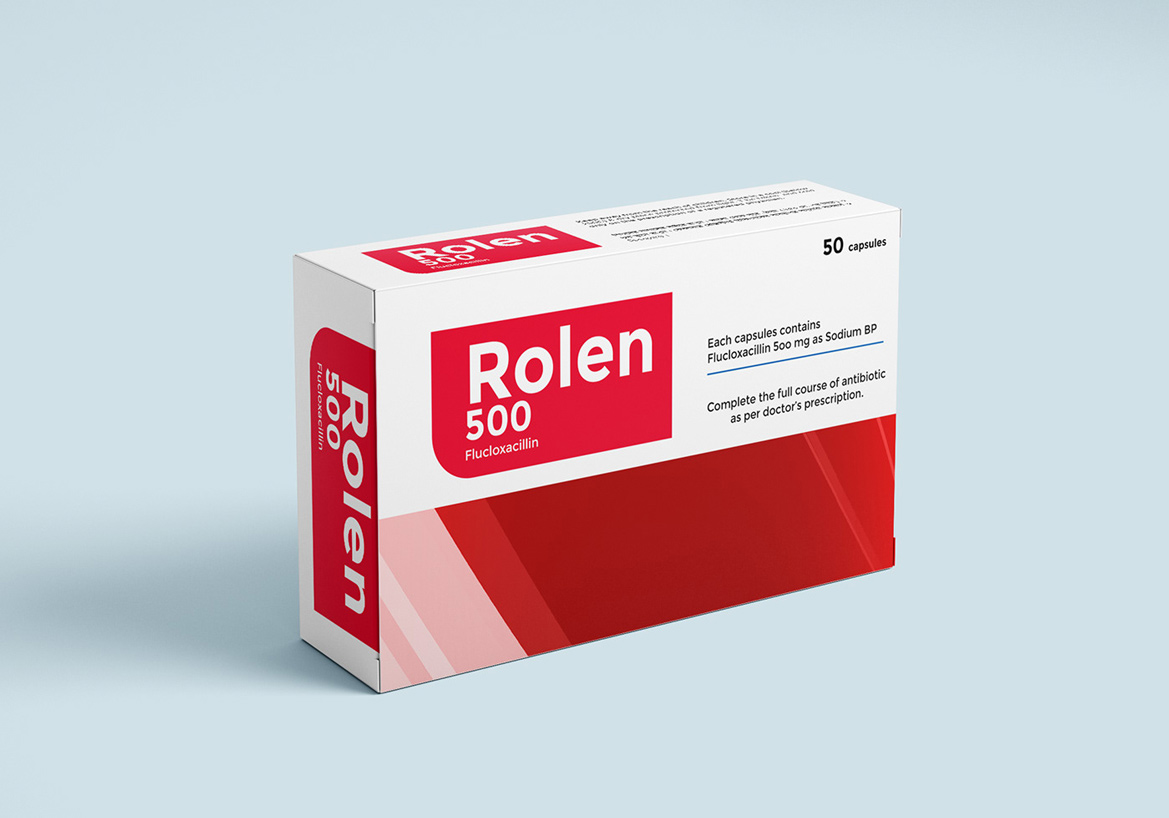 Rolen
500
Flucloxacillin
50 capsules
Each capsules contains
Flucloxacillin 500 mg as Sodium BP
Complete the full course of antibiotic
as per doctor's prescription.
Rolen
500
Flucloxacillin
Rolen
500
Flucloxacillin